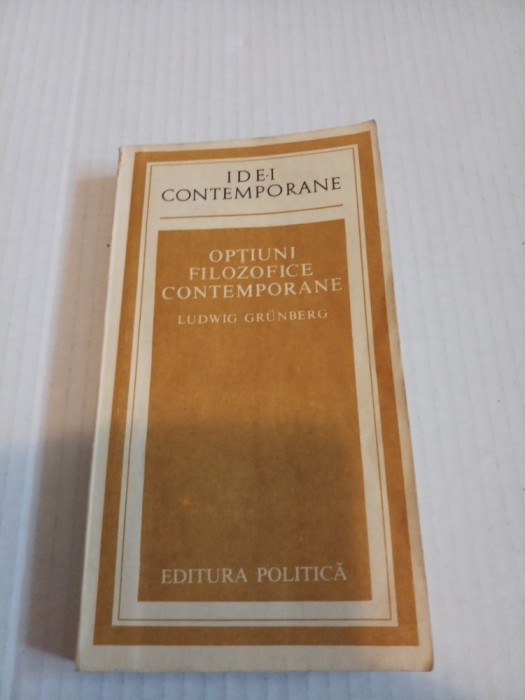 IDEI
CONTEMPORANE
OPȚIUNI
FILOZOFICE
CONTEMPORANE
LUDWIG GRÜNBERG
EDITURA POLITICĂ